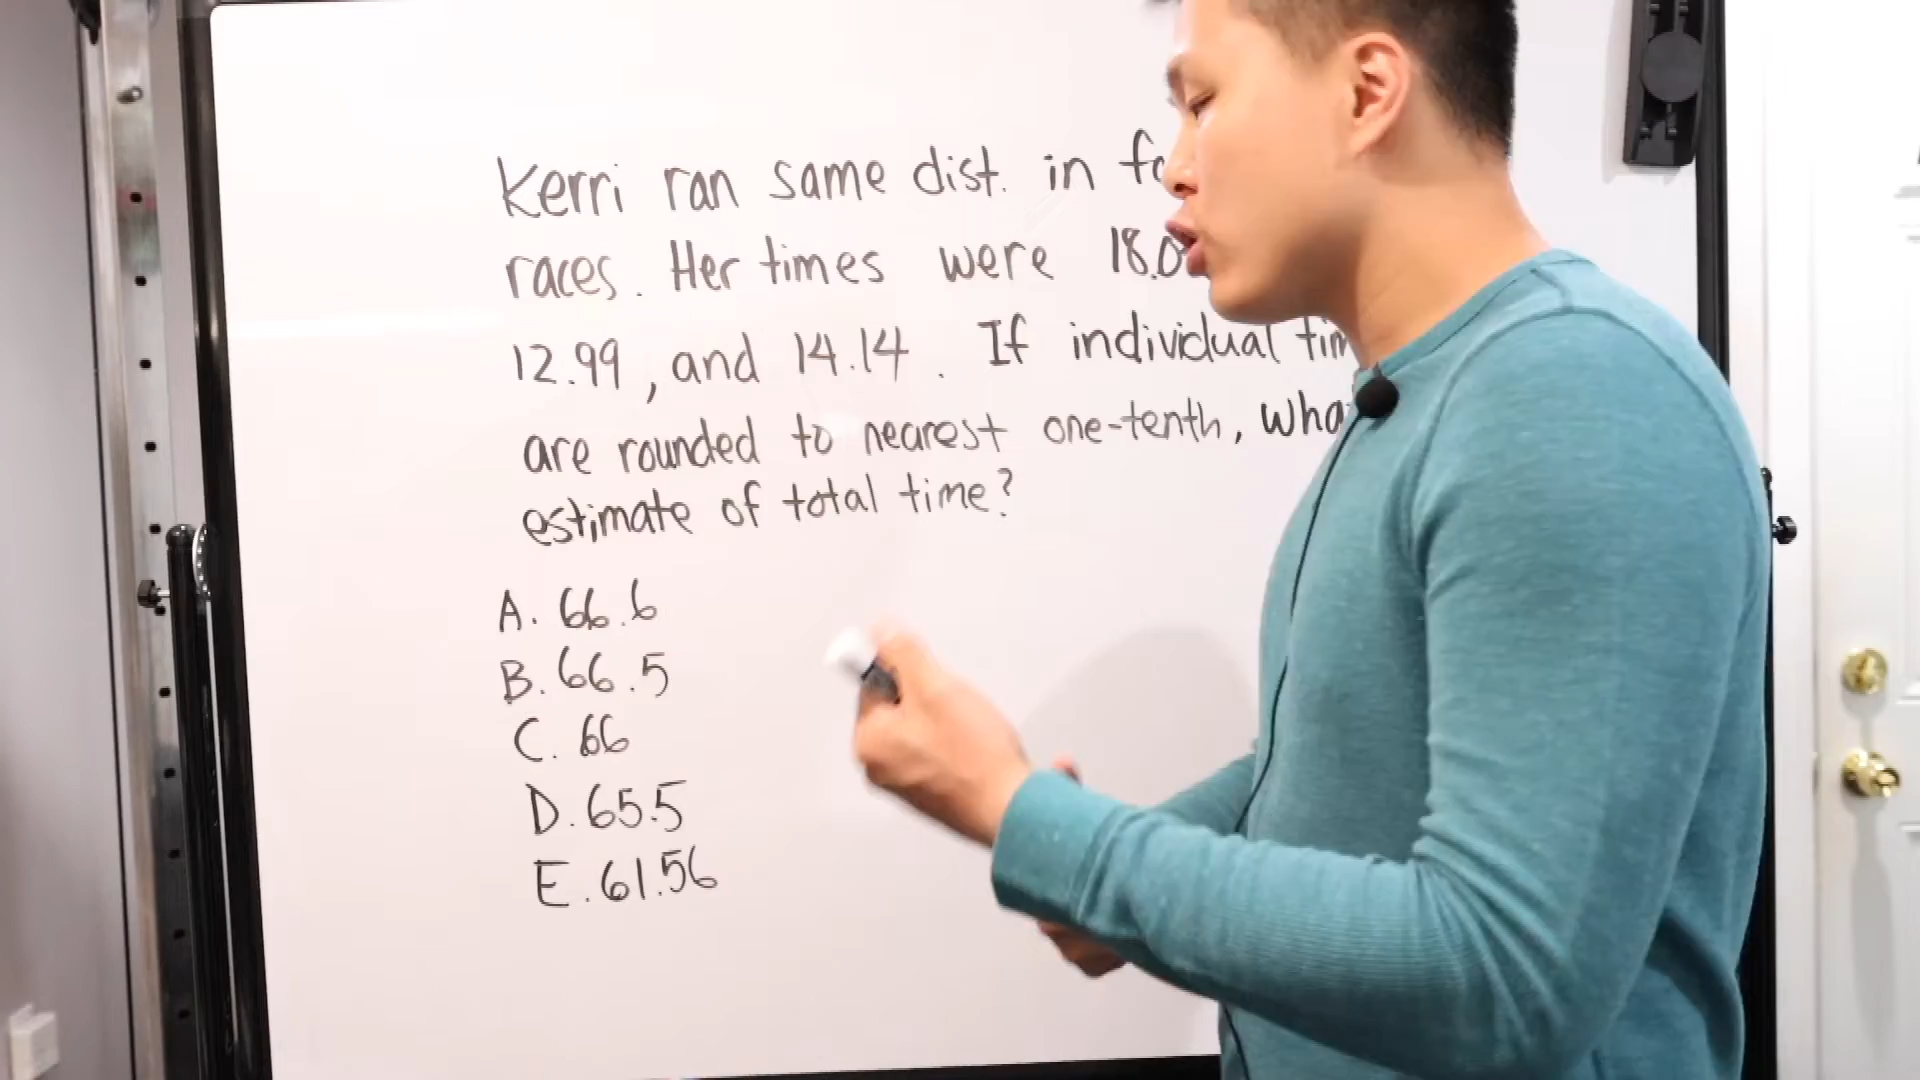 Kerri ran same dist. in
races. Her times were
12.99, and 14.14. If individual
are rounded to nearest one-tenth,
estimate of total time?
A. 66.6
B. 66.5
C. 66
D. 65.5
E. 61.56